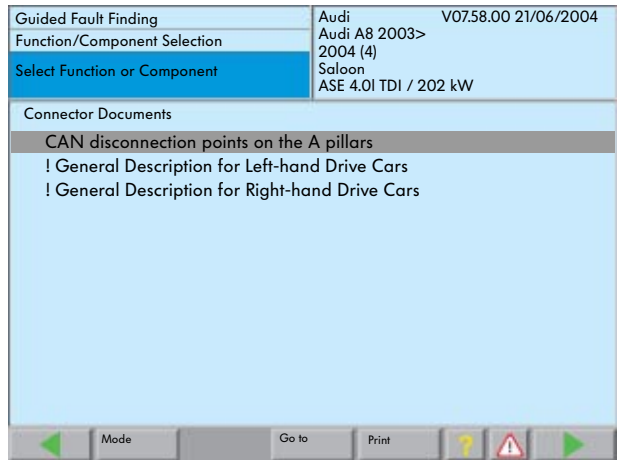 Guided Fault Finding
Function/Component Selection
Select Function or Component
Audi V07.58.00 21/06/2004
Audi A8 2003>
2004 (4)
Saloon
ASE 4.0l TDI / 202 kW
Connector Documents
CAN disconnection points on the A pillars
! General Description for Left-hand Drive Cars
! General Description for Right-hand Drive Cars
Mode
Go to
Print
?
!